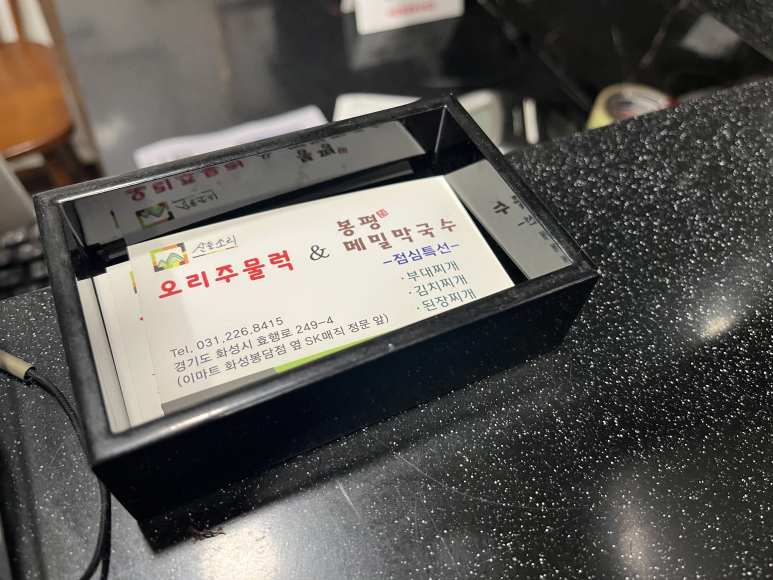 산들소리
오리주물럭
&
봉평
메밀막국수
-점심특선-
·부대찌개
·김치찌개
·된장찌개
Tel. 031.226.8415
경기도 화성시 효행로 249-4
(이마트 화성봉담점 옆 SK매직 정문 앞)